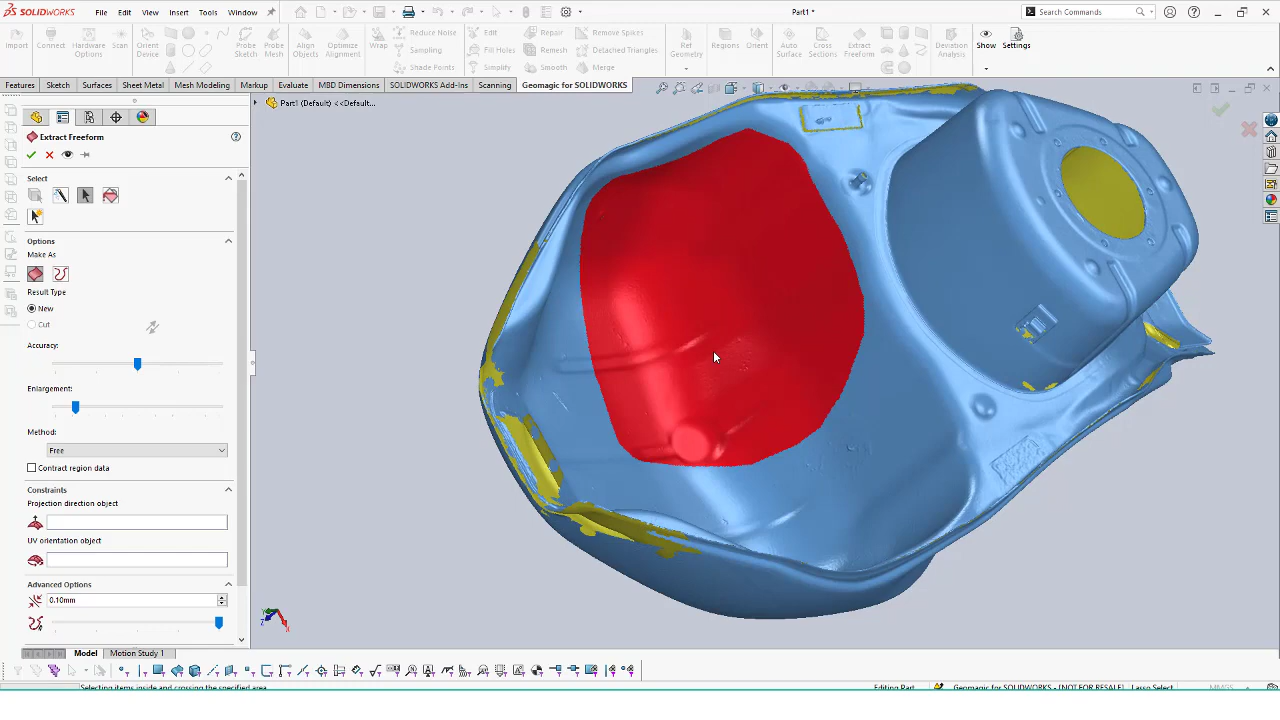 SOLIDWORKS File Edit View Insert Tools Window Part1 * Search Commands
Import Connect Hardware Options Scan Orient Device Probe Sketch Probe Mesh Align Objects Optimize Alignment Wrap Reduce Noise Sampling Shade Points Edit Fill Holes Simplify Repair Remesh Smooth Remove Spikes Detached Triangles Merge Ref Geometry Regions Orient Auto Surface Cross Sections Extract Freeform Deviation Analysis Show Settings
Features Sketch Surfaces Sheet Metal Mesh Modeling Markup Evaluate MBD Dimensions SOLIDWORKS Add-Ins Scanning Geomagic for SOLIDWORKS
Part1 (Default) <<Default...
Extract Freeform
Select
Options
Make As
Result Type
New
Cut
Accuracy:
Enlargement:
Method:
Free
Contract region data
Constraints
Projection direction object
UV orientation object
Advanced Options
0.10mm
Z X
Model Motion Study 1
Selecting items inside and crossing the specified area Editing Part Geomagic for SOLIDWORKS - [NOT FOR RESALE] Lasso Select MMGS